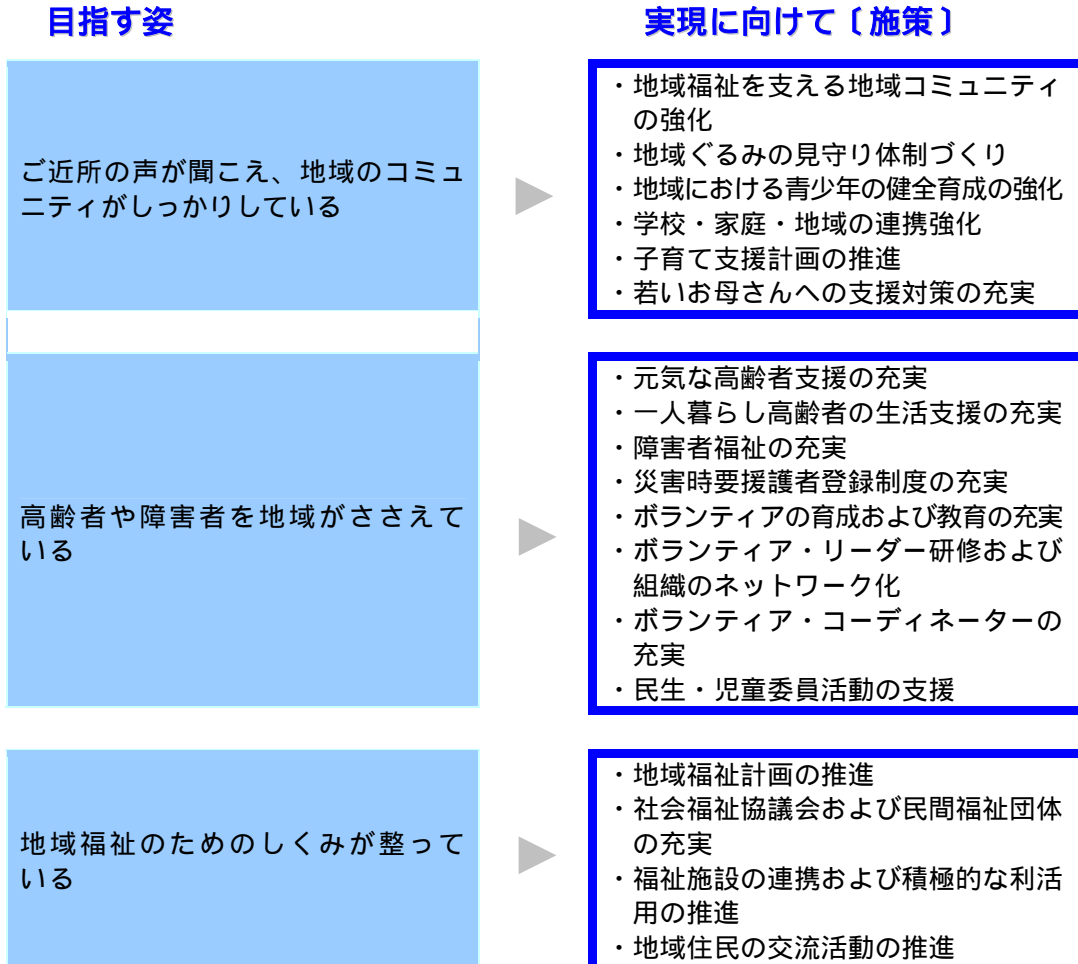 目指す姿
実現に向けて〔施策〕
ご近所の声が聞こえ、地域のコミュ
ニティがしっかりしている
・地域福祉を支える地域コミュニティ
の強化
・地域ぐるみの見守り体制づくり
・地域における青少年の健全育成の強化
・学校・家庭・地域の連携強化
・子育て支援計画の推進
・若いお母さんへの支援対策の充実
高齢者や障害者を地域がささえて
いる
・元気な高齢者支援の充実
・一人暮らし高齢者の生活支援の充実
・障害者福祉の充実
・災害時要援護者登録制度の充実
・ボランティアの育成および教育の充実
・ボランティア・リーダー研修および
組織のネットワーク化
・ボランティア・コーディネーターの
充実
・民生・児童委員活動の支援
地域福祉のためのしくみが整って
いる
・地域福祉計画の推進
・社会福祉協議会および民間福祉団体
の充実
・福祉施設の連携および積極的な利活
用の推進
・地域住民の交流活動の推進